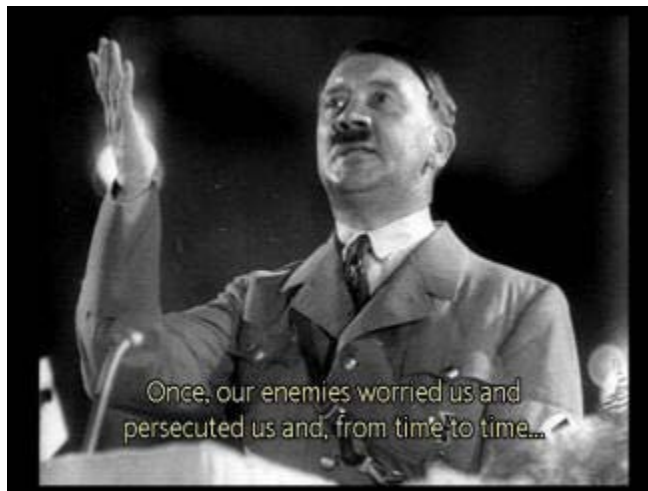 Once, our enemies worried us and
persecuted us and, from time to time...